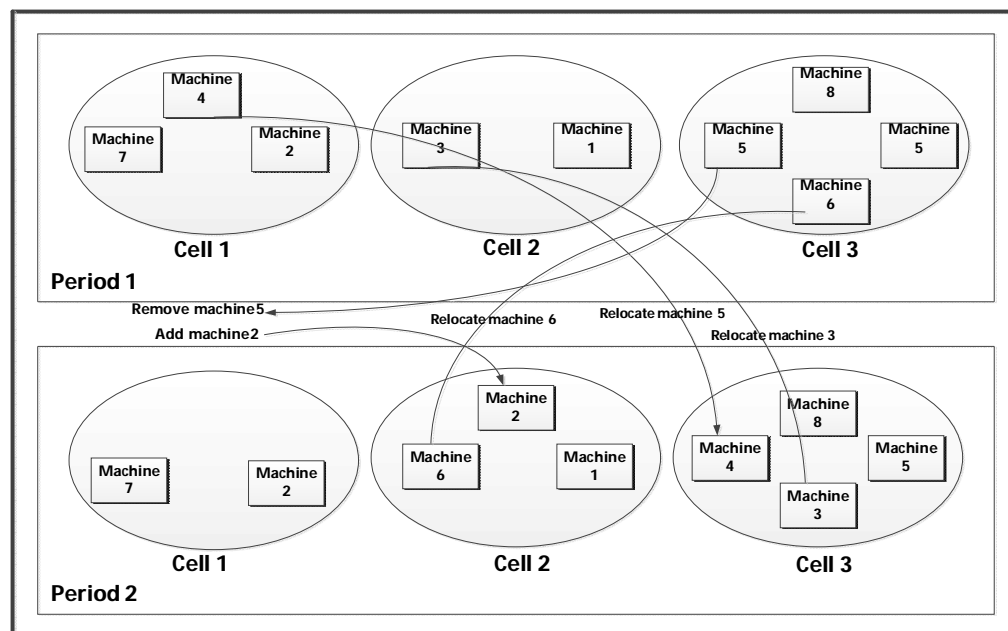 Machine
4
Machine
7
Machine
2
Cell 1
Machine
3
Machine
1
Cell 2
Machine
8
Machine
5
Machine
5
Machine
6
Cell 3
Period 1
Remove machine5
Add machine2
Relocate machine 6
Relocate machine 5
Relocate machine 3
Machine
7
Machine
2
Cell 1
Machine
2
Machine
6
Machine
1
Cell 2
Machine
8
Machine
4
Machine
5
Machine
3
Cell 3
Period 2